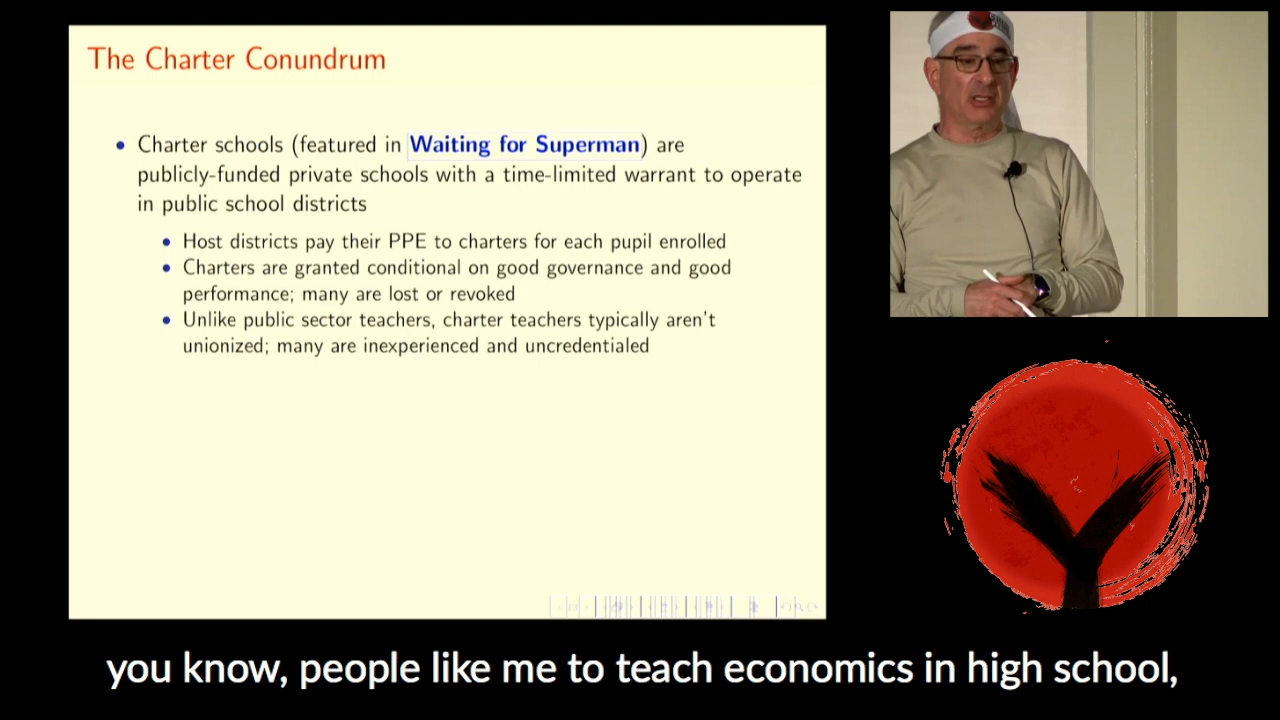 The Charter Conundrum
• Charter schools (featured in Waiting for Superman) are
publicly-funded private schools with a time-limited warrant to operate
in public school districts
• Host districts pay their PPE to charters for each pupil enrolled
• Charters are granted conditional on good governance and good
performance; many are lost or revoked
• Unlike public sector teachers, charter teachers typically aren't
unionized; many are inexperienced and uncredentialed
you know, people like me to teach economics in high school,